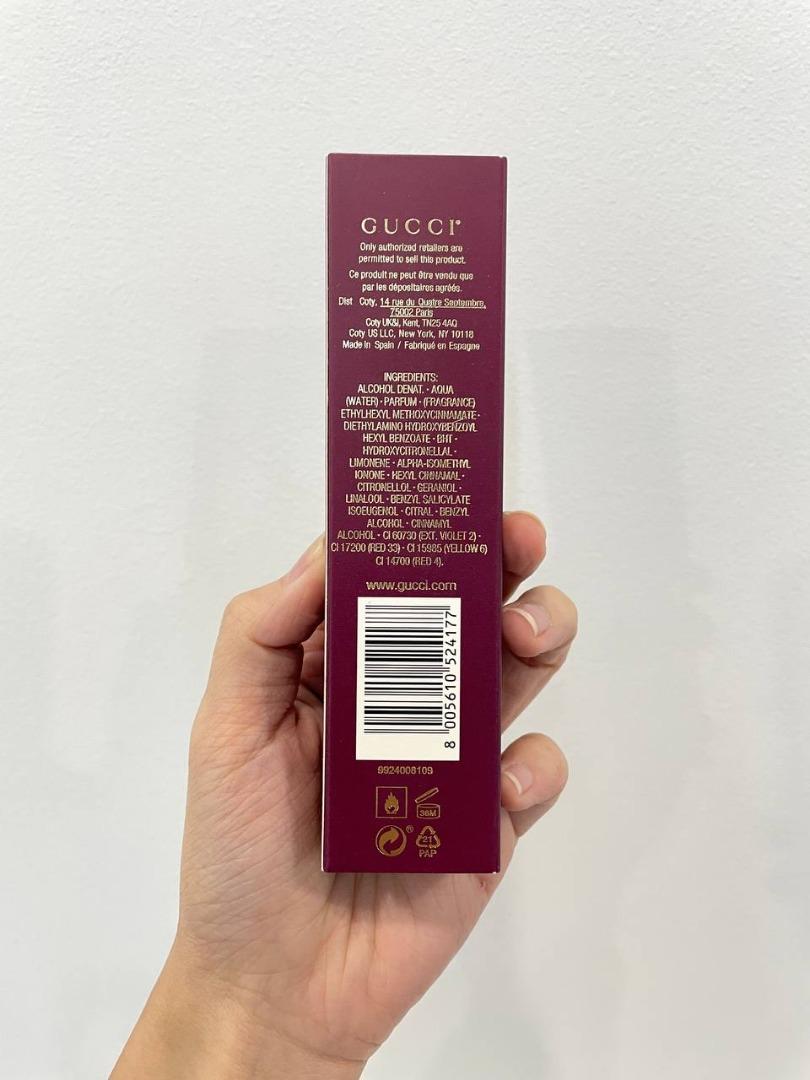 GUCCI
Only authorized retailers are
permitted to sell this product.
Ce produit ne peut être vendu que
par les dépositaires agréés.
Dist Coty, 14 rue du Quatre Septembre,
75002 Paris
Coty UK&I, Kent, TN25 4AQ
Coty US LLC, New York, NY 10118
Made in Spain / Fabriqué en Espagne
INGREDIENTS:
ALCOHOL DENAT. • AQUA
(WATER) • PARFUM • (FRAGRANCE)
ETHYLHEXYL METHOXYCINNAMATE •
DIETHYLAMINO HYDROXYBENZOYL
HEXYL BENZOATE • BHT •
HYDROXYCITRONELLAL •
LIMONENE • ALPHA-ISOMETHYL
IONONE • HEXYL CINNAMAL •
CITRONELLOL • GERANIOL •
LINALOOL • BENZYL SALICYLATE
ISOEUGENOL • CITRAL • BENZYL
ALCOHOL • CINNAMYL
ALCOHOL • CI 60730 (EXT. VIOLET 2) •
CI 17200 (RED 33) • CI 15985 (YELLOW 6)
CI 14700 (RED 4).
www.gucci.com
8 005610 524177
9924008109
36M
21
PAP